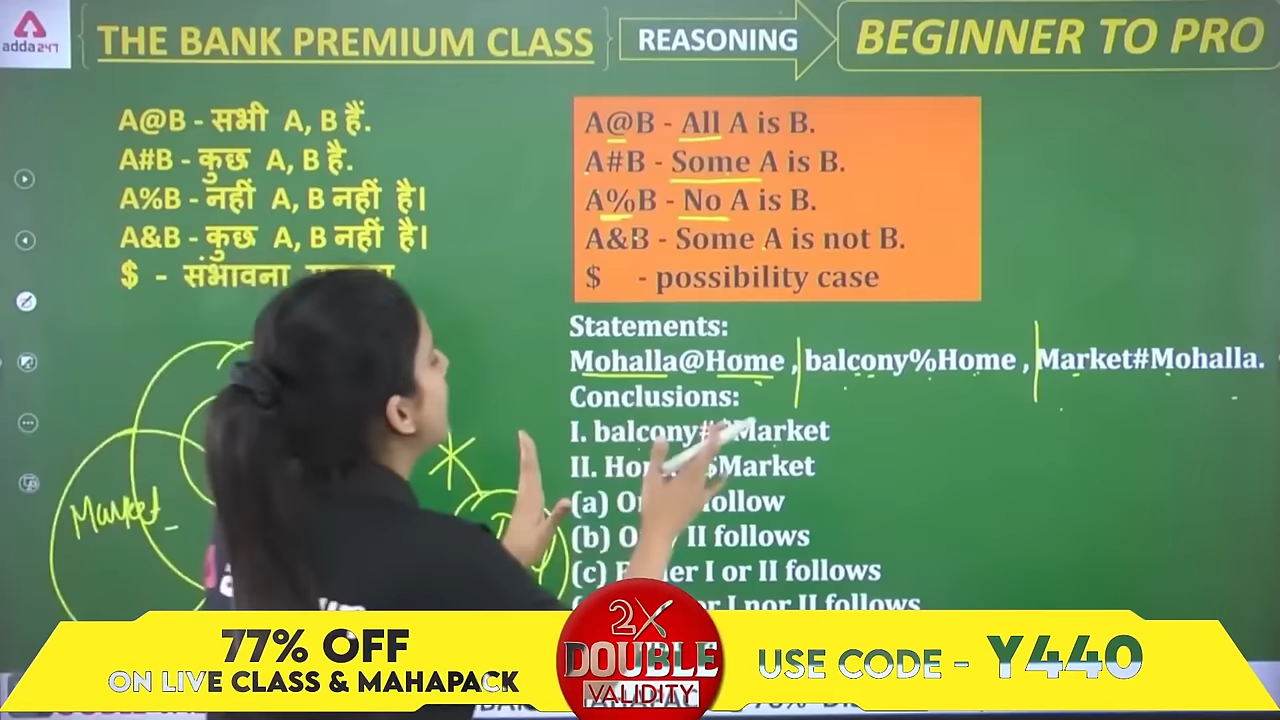 adda247
THE BANK PREMIUM CLASS
REASONING
BEGINNER TO PRO
A@B - सभी A, B हैं.
A#B - कुछ A, B है.
A%B - नहीं A, B नहीं है।
A&B - कुछ A, B नहीं है।
$ - संभावना
A@B - All A is B.
A#B - Some A is B.
A%B - No A is B.
A&B - Some A is not B.
$ - possibility case
Statements:
Mohalla@Home , balcony%Home , Market#Mohalla.
Conclusions:
I. balcony#$Market
II. $Market
(a) follow
(b) II follows
(c) I or II follows
I nor II follows
Market
77% OFF
ON LIVE CLASS & MAHAPACK
2X
DOUBLE
VALIDITY
USE CODE - Y440